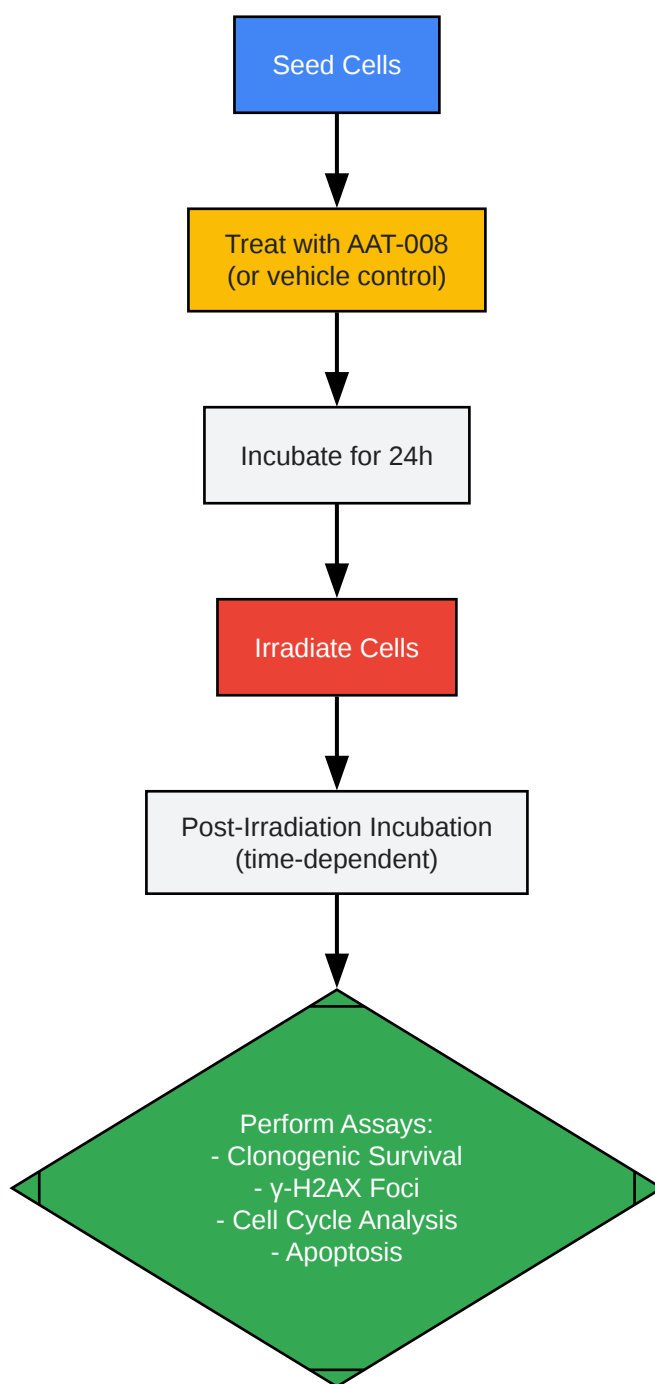 Seed Cells
Treat with AAT-008
(or vehicle control)
Incubate for 24h
Irradiate Cells
Post-Irradiation Incubation
(time-dependent)
Perform Assays:
- Clonogenic Survival
- γ-H2AX Foci
- Cell Cycle Analysis
- Apoptosis